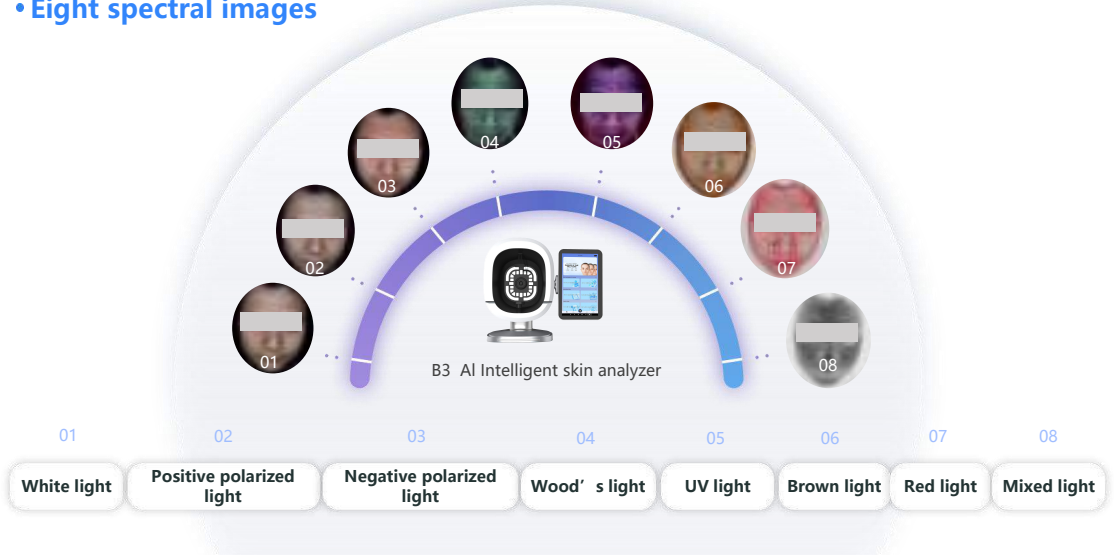 •Eight spectral images
04
05
03
06
02
07
01
08
B3 Al Intelligent skin analyzer
01
02
03
04
05
06
07
08
White light
Positive polarized
light
Negative polarized
light
Wood’s light
UV light
Brown light
Red light
Mixed light